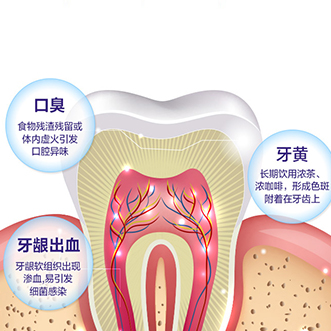 口臭
食物残渣残留或
体内虚火引发
口腔异味
牙黄
长期饮用浓茶、
浓咖啡，形成色斑
附着在牙齿上
牙龈出血
牙龈软组织出现
渗血,易引发
细菌感染